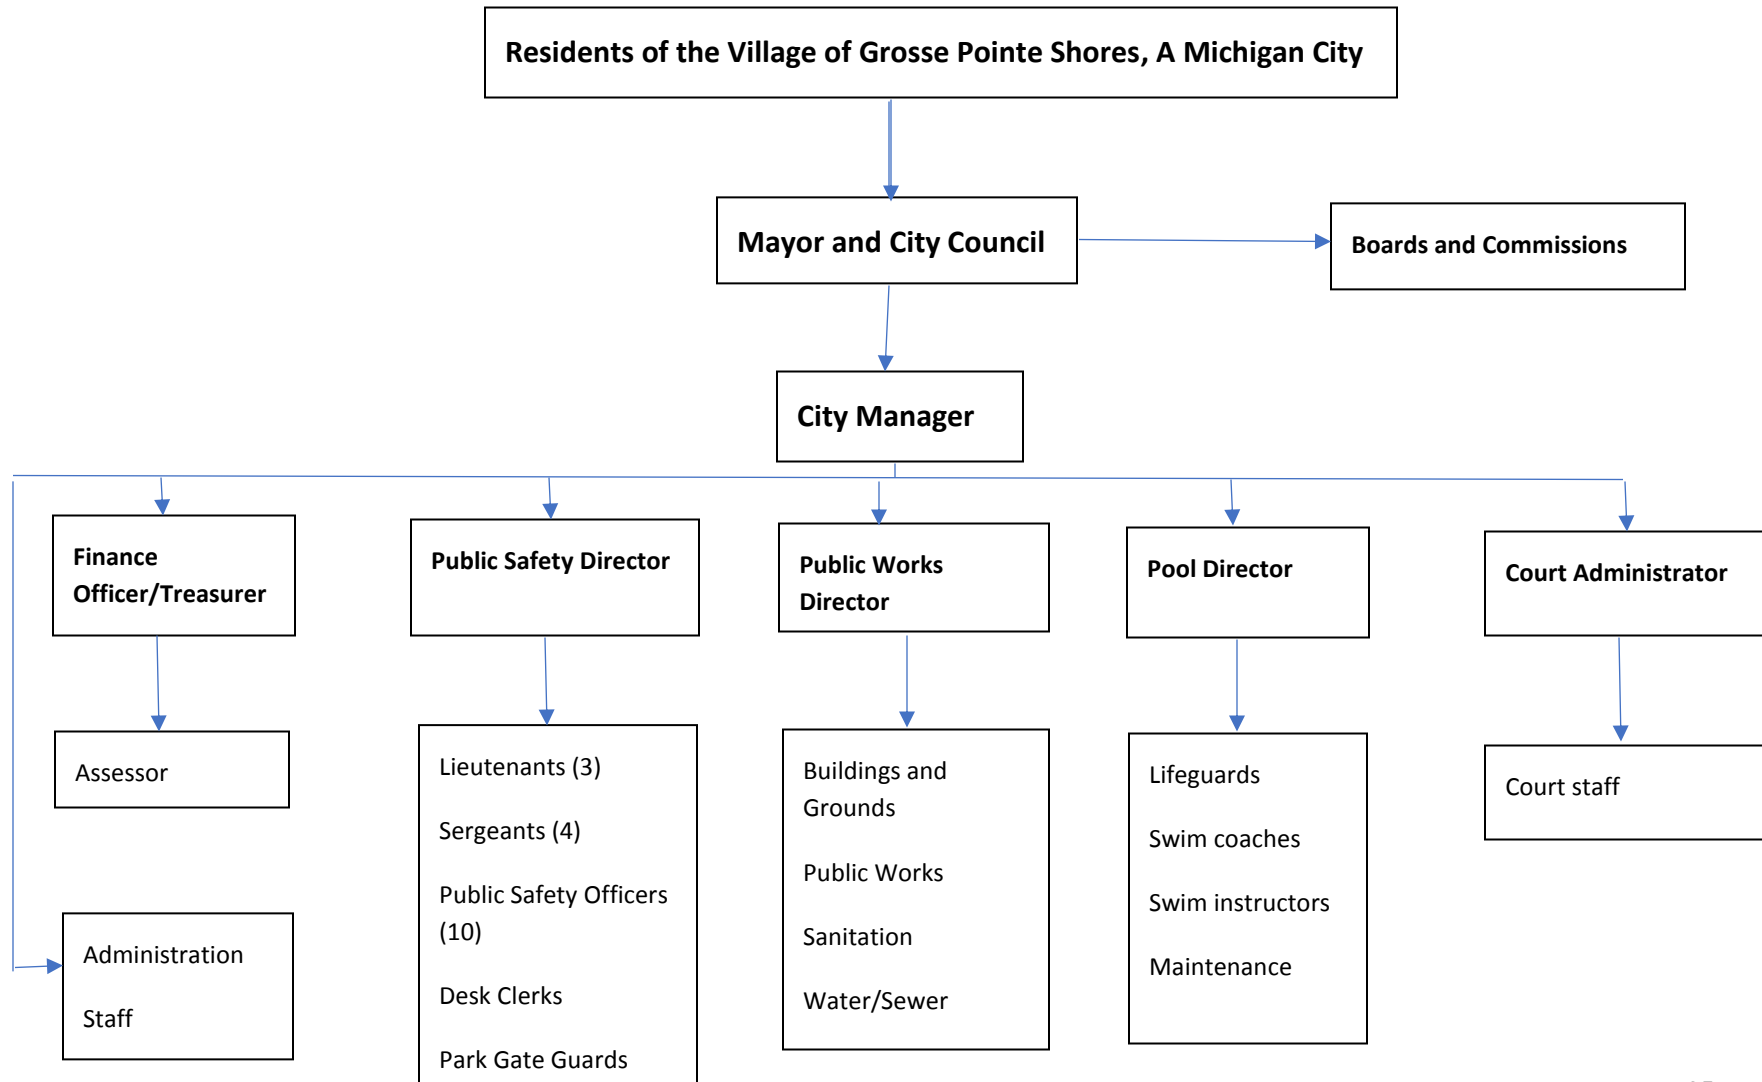 Residents of the Village of Grosse Pointe Shores, A Michigan City
Mayor and City Council
Boards and Commissions
City Manager
Finance
Officer/Treasurer
Public Safety Director
Public Works
Director
Pool Director
Court Administrator
Assessor
Lieutenants (3)
Sergeants (4)
Public Safety Officers
(10)
Desk Clerks
Park Gate Guards
Buildings and
Grounds
Public Works
Sanitation
Water/Sewer
Lifeguards
Swim coaches
Swim instructors
Maintenance
Court staff
Administration
Staff